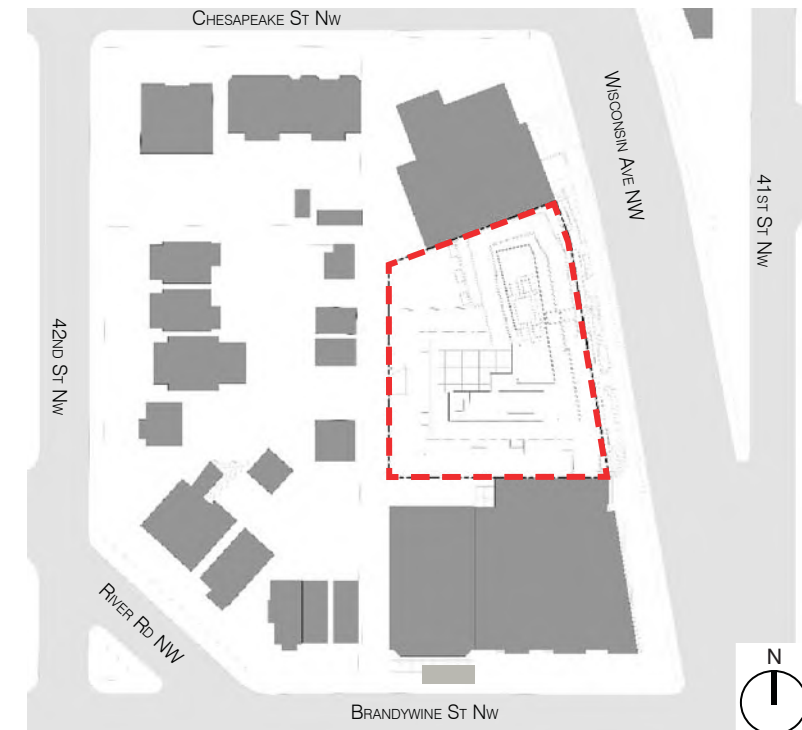 Chesapeake St Nw
Wisconsin Ave NW
41st St Nw
42nd St Nw
River Rd NW
N
Brandywine St Nw